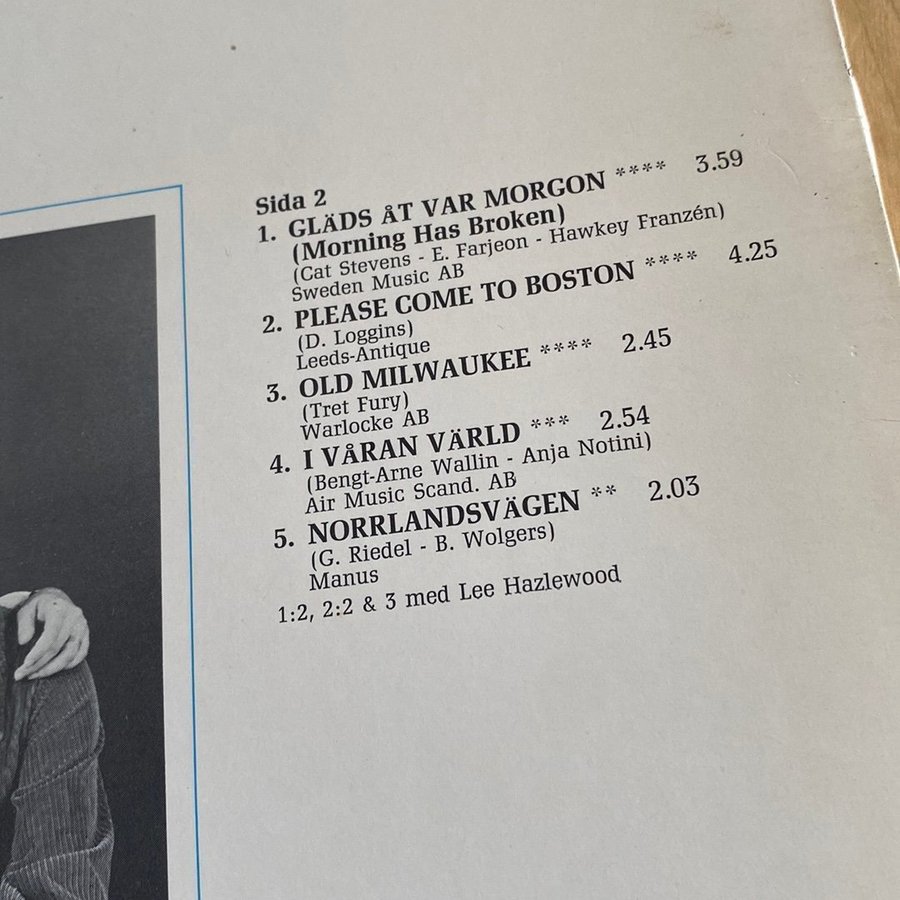 Sida 2
1. GLÄDS ÅT VAR MORGON **** 3.59
(Morning Has Broken)
(Cat Stevens - E. Farjeon - Hawkey Franzén)
Sweden Music AB
2. PLEASE COME TO BOSTON **** 4.25
(D. Loggins)
Leeds-Antique
3. OLD MILWAUKEE **** 2.45
(Tret Fury)
Warlocke AB
4. I VÅRAN VÄRLD *** 2.54
(Bengt-Arne Wallin - Anja Notini)
Air Music Scand. AB
5. NORRLANDSVÄGEN ** 2.03
(G. Riedel - B. Wolgers)
Manus
1:2, 2:2 & 3 med Lee Hazlewood